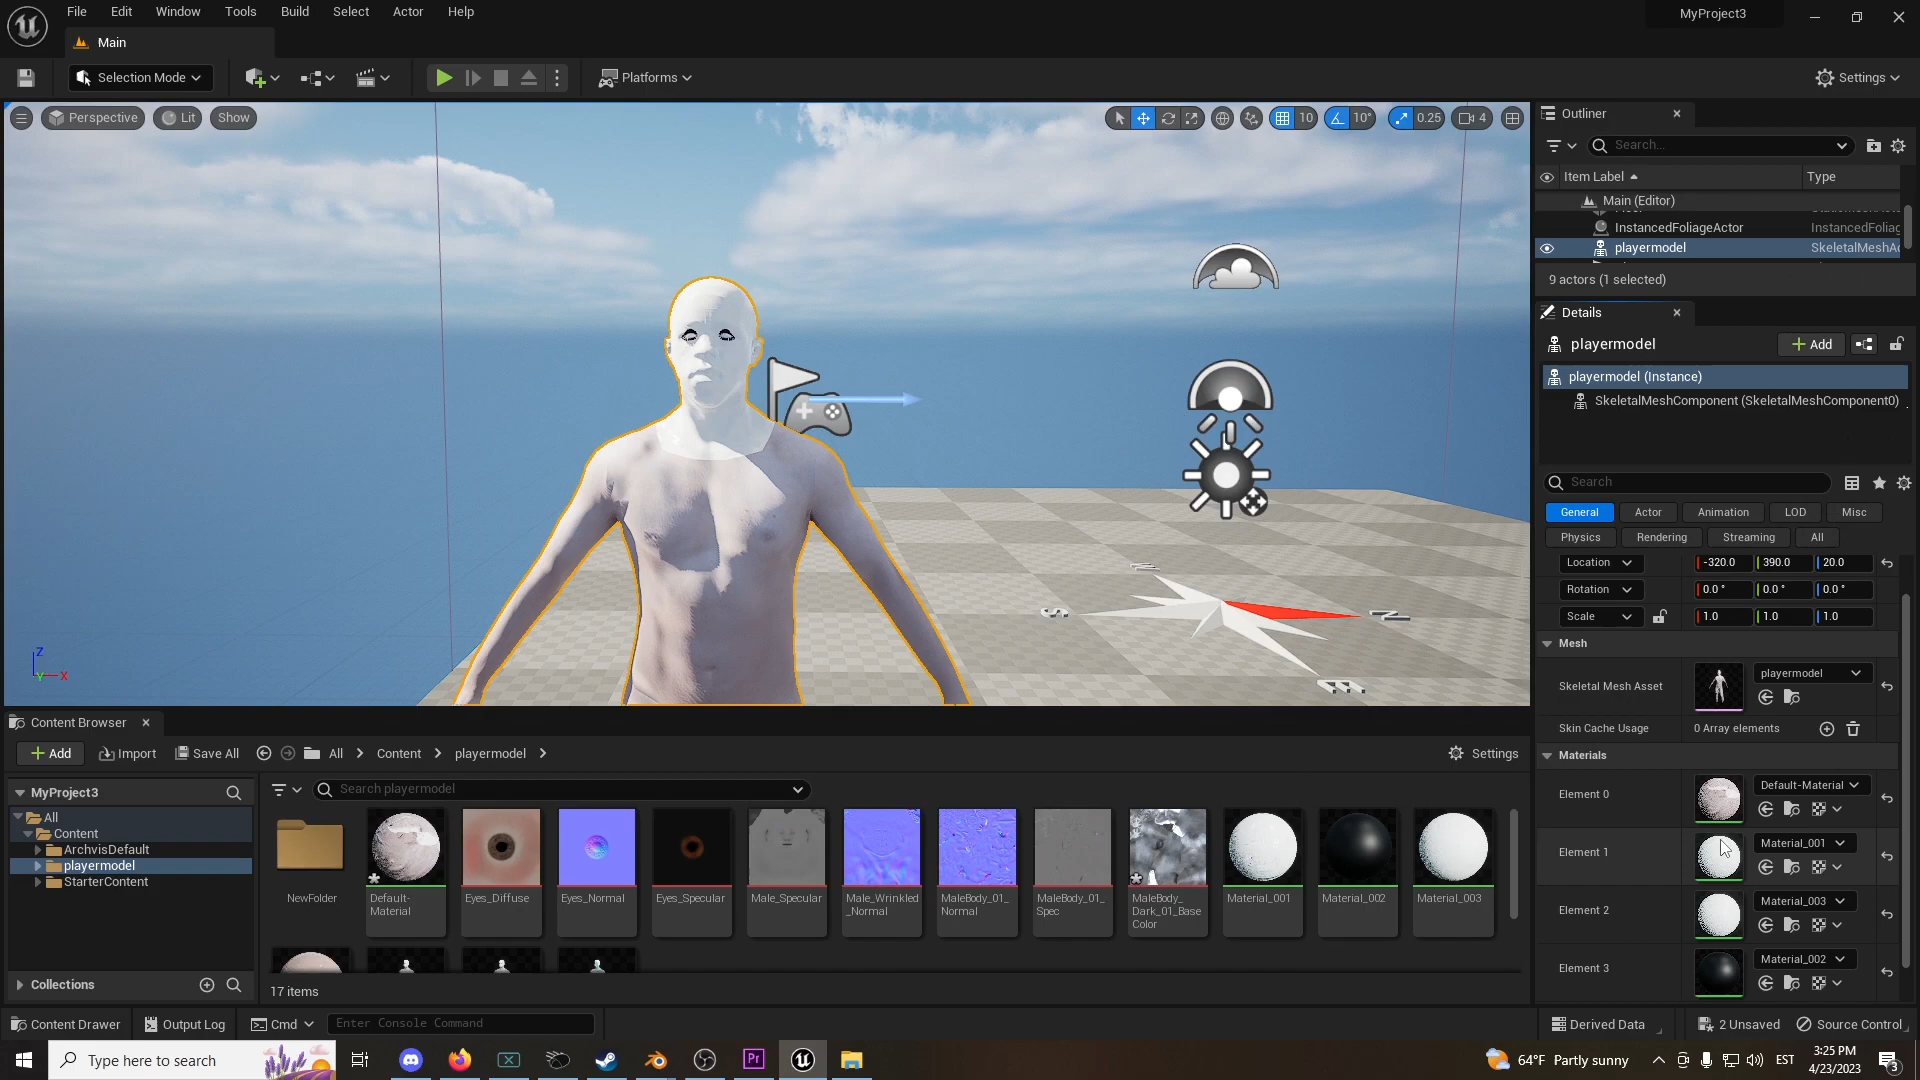 File Edit Window Tools Build Select Actor Help
MyProject3
Main
Selection Mode
Platforms
Settings
Perspective
Lit
Show
10
10°
0.25
4
Outliner
Search...
Item Label
Type
Main (Editor)
InstancedFoliageActor
InstancedFoliag
playermodel
SkeletalMeshAc
9 actors (1 selected)
Details
playermodel
Add
playermodel (Instance)
SkeletalMeshComponent (SkeletalMeshComponent0)
Search
General
Actor
Animation
LOD
Misc
Physics
Rendering
Streaming
All
Location
-320.0
390.0
20.0
Rotation
0.0 °
0.0 °
0.0 °
Scale
1.0
1.0
1.0
Mesh
Skeletal Mesh Asset
playermodel
Skin Cache Usage
0 Array elements
Materials
Element 0
Default-Material
Element 1
Material_001
Element 2
Material_003
Element 3
Material_002
Z
Y
X
Content Browser
Add
Import
Save All
All
Content
playermodel
Settings
MyProject3
Search playermodel
All
Content
ArchvisDefault
playermodel
StarterContent
NewFolder
Default-
Material
Eyes_Diffuse
Eyes_Normal
Eyes_Specular
Male_Specular
Male_Wrinkled
_Normal
MaleBody_01_
Normal
MaleBody_01_
Spec
MaleBody_
Dark_01_Base
Color
Material_001
Material_002
Material_003
Collections
17 items
Content Drawer
Output Log
Cmd
Enter Console Command
Derived Data
2 Unsaved
Source Control
Type here to search
Pr
64°F Partly sunny
EST
3:25 PM
4/23/2023
3